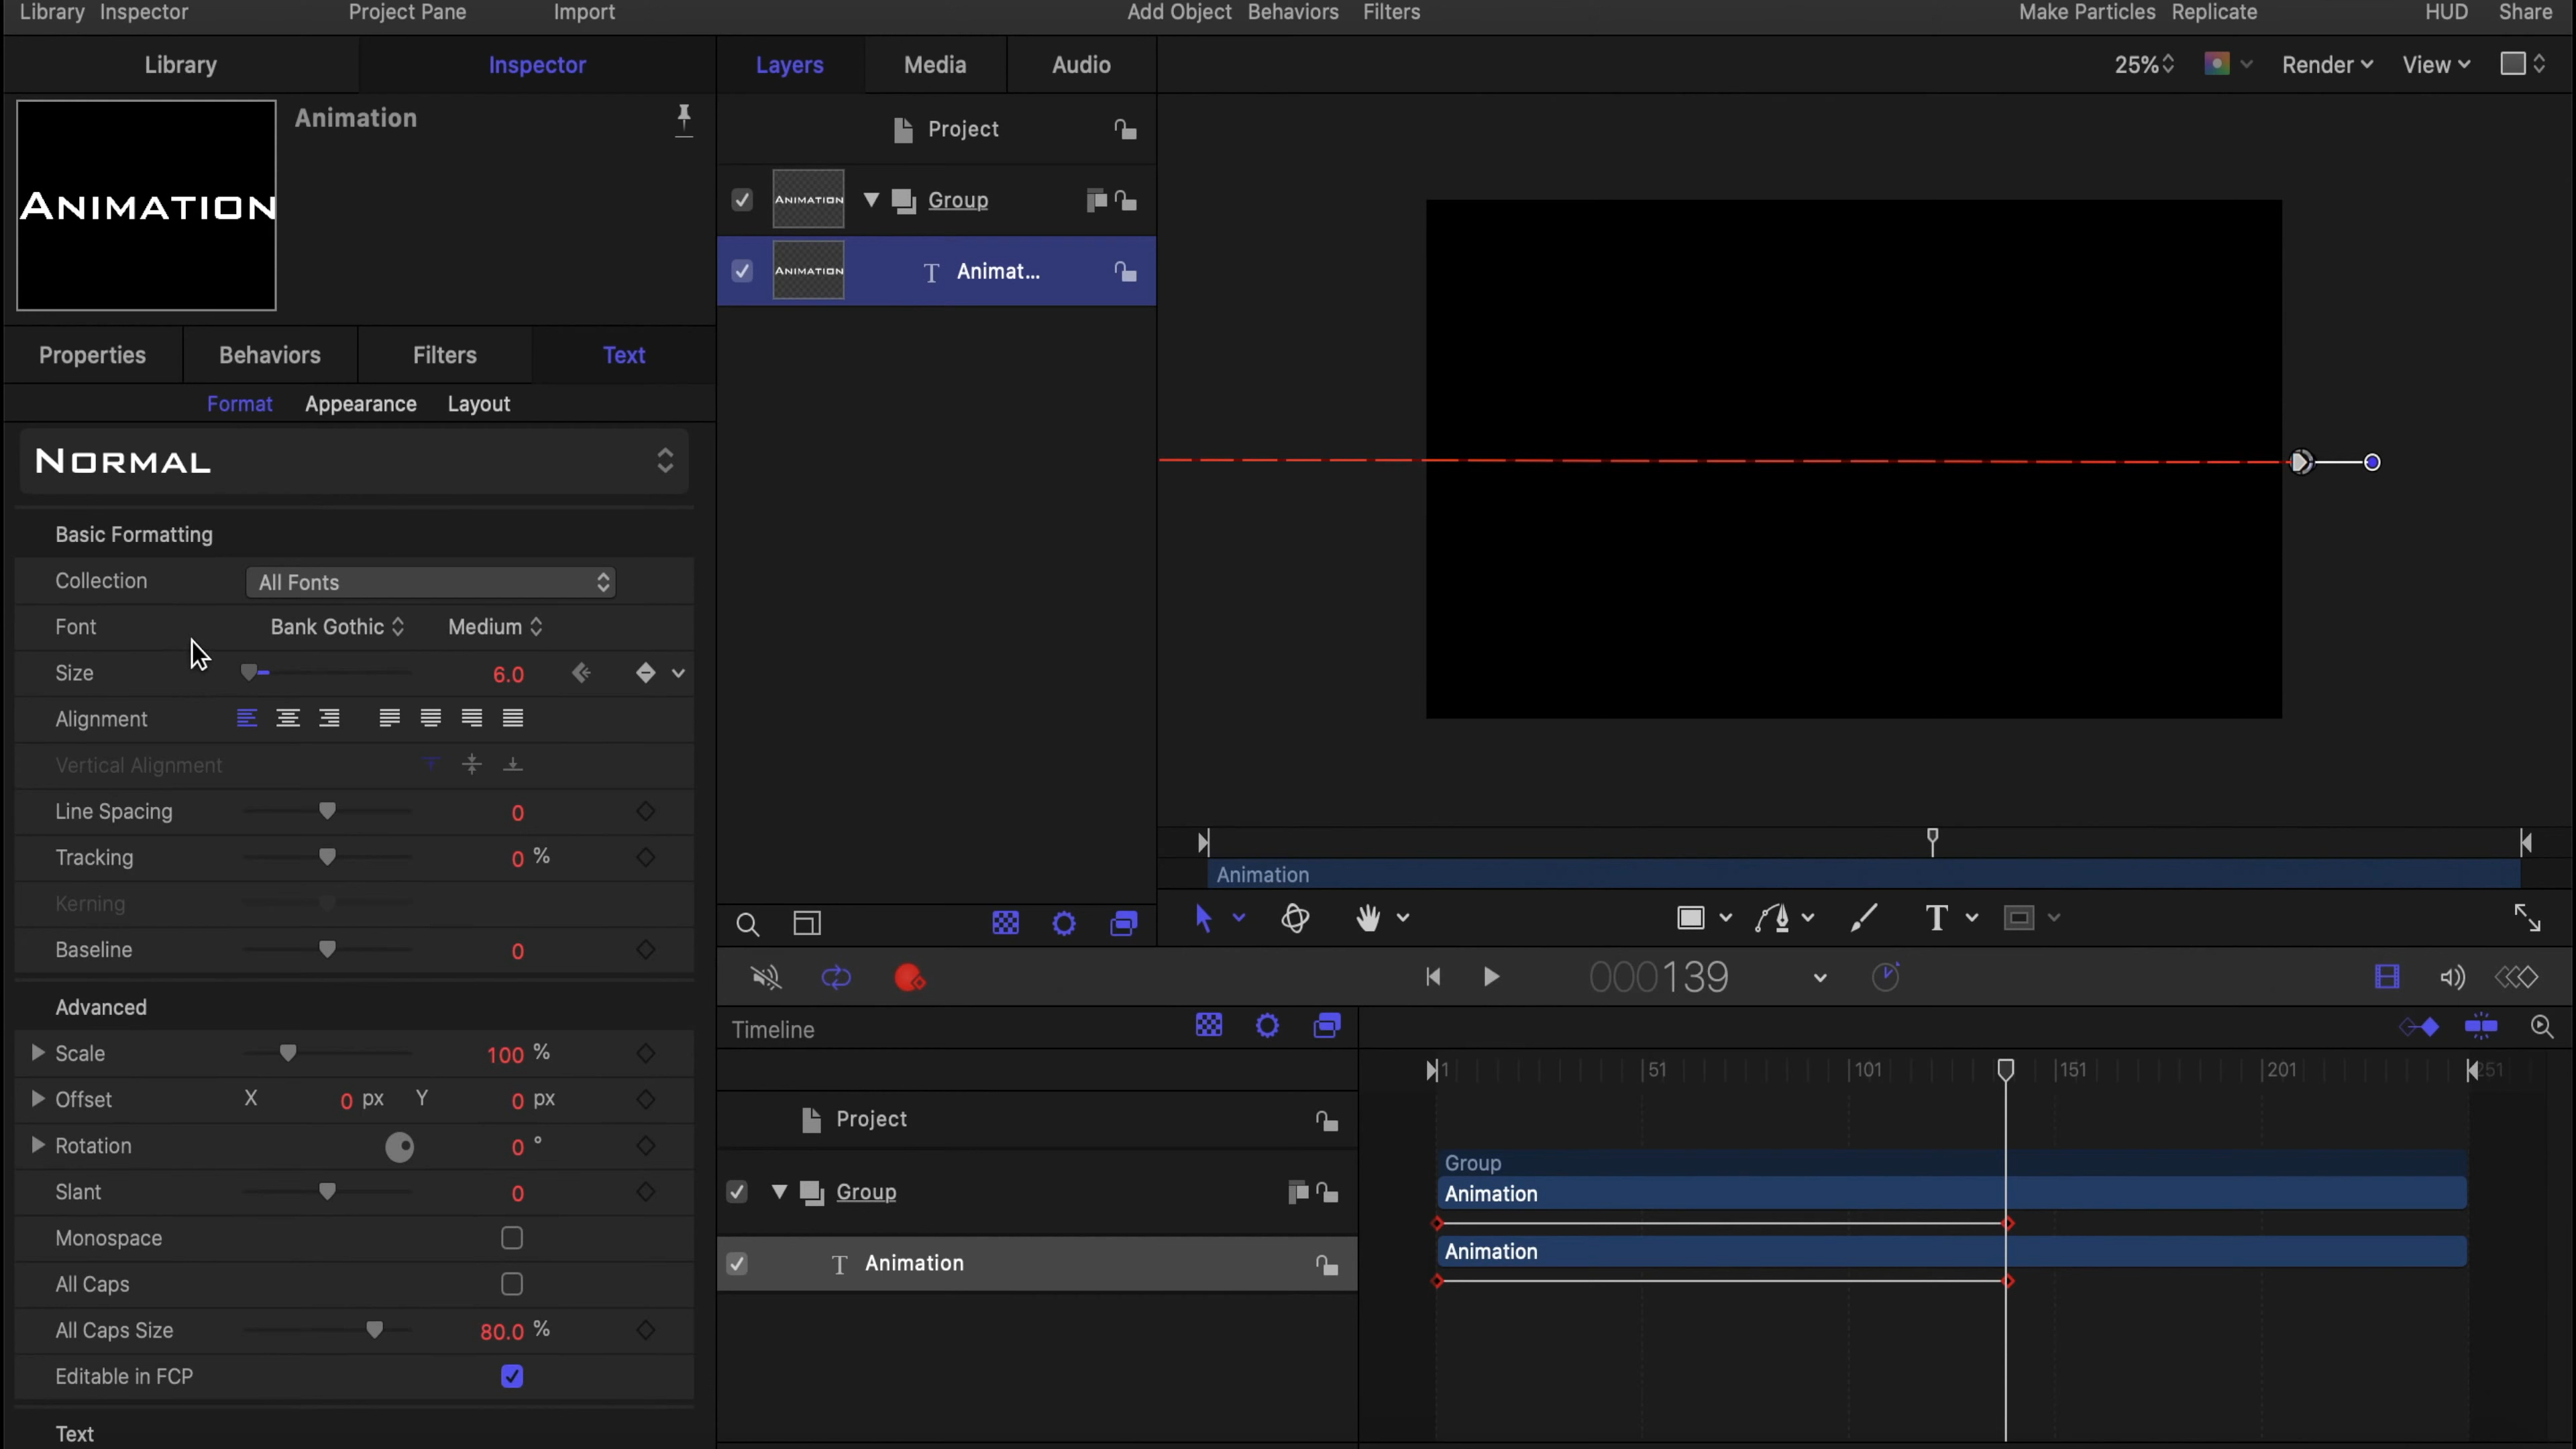 Library Inspector Project Pane Import Add Object Behaviors Filters Make Particles Replicate HUD Share
Library Inspector Layers Media Audio 25% Render View
Animation
ANIMATION
Project
ANIMATION Group
ANIMATION T Animat...
Properties Behaviors Filters Text
Format Appearance Layout
NORMAL
Basic Formatting
Collection All Fonts
Font Bank Gothic Medium
Size 6.0
Alignment
Vertical Alignment
Line Spacing 0
Tracking 0 %
Kerning
Baseline 0
Advanced
Scale 100 %
Offset X 0 px Y 0 px
Rotation 0 °
Slant 0
Monospace
All Caps
All Caps Size 80.0 %
Editable in FCP
Text
Animation
T
000139
Timeline
1 51 101 151 201 251
Project
Group
Group
Animation
T Animation
Animation